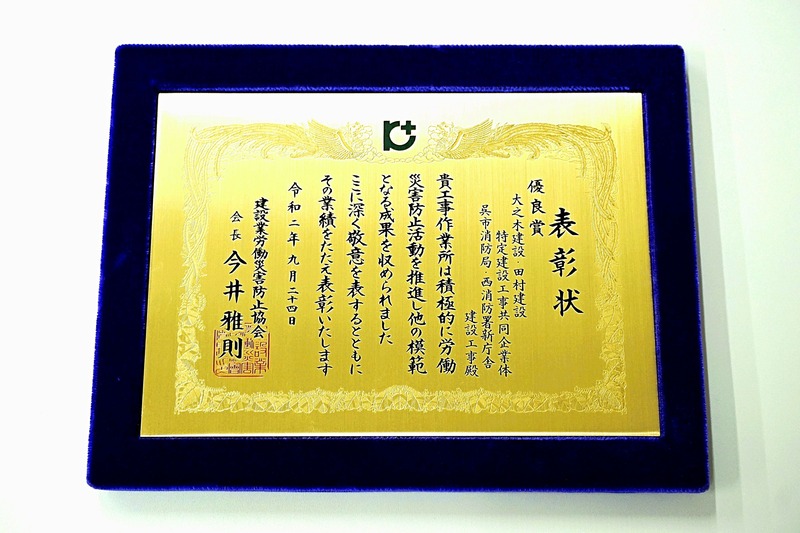 表彰状
優良賞
大之木建設・田村建設
特定建設工事共同企業体
呉市消防局・西消防署新庁舎
建設工事殿
貴工事作業所は積極的に労働
災害防止活動を推進し他の模範
となる成果を収められました
ここに深く敬意を表するとともに
その業績をたたえ表彰いたします
令和二年九月二十四日
建設業労働災害防止協会
会長 今井雅則